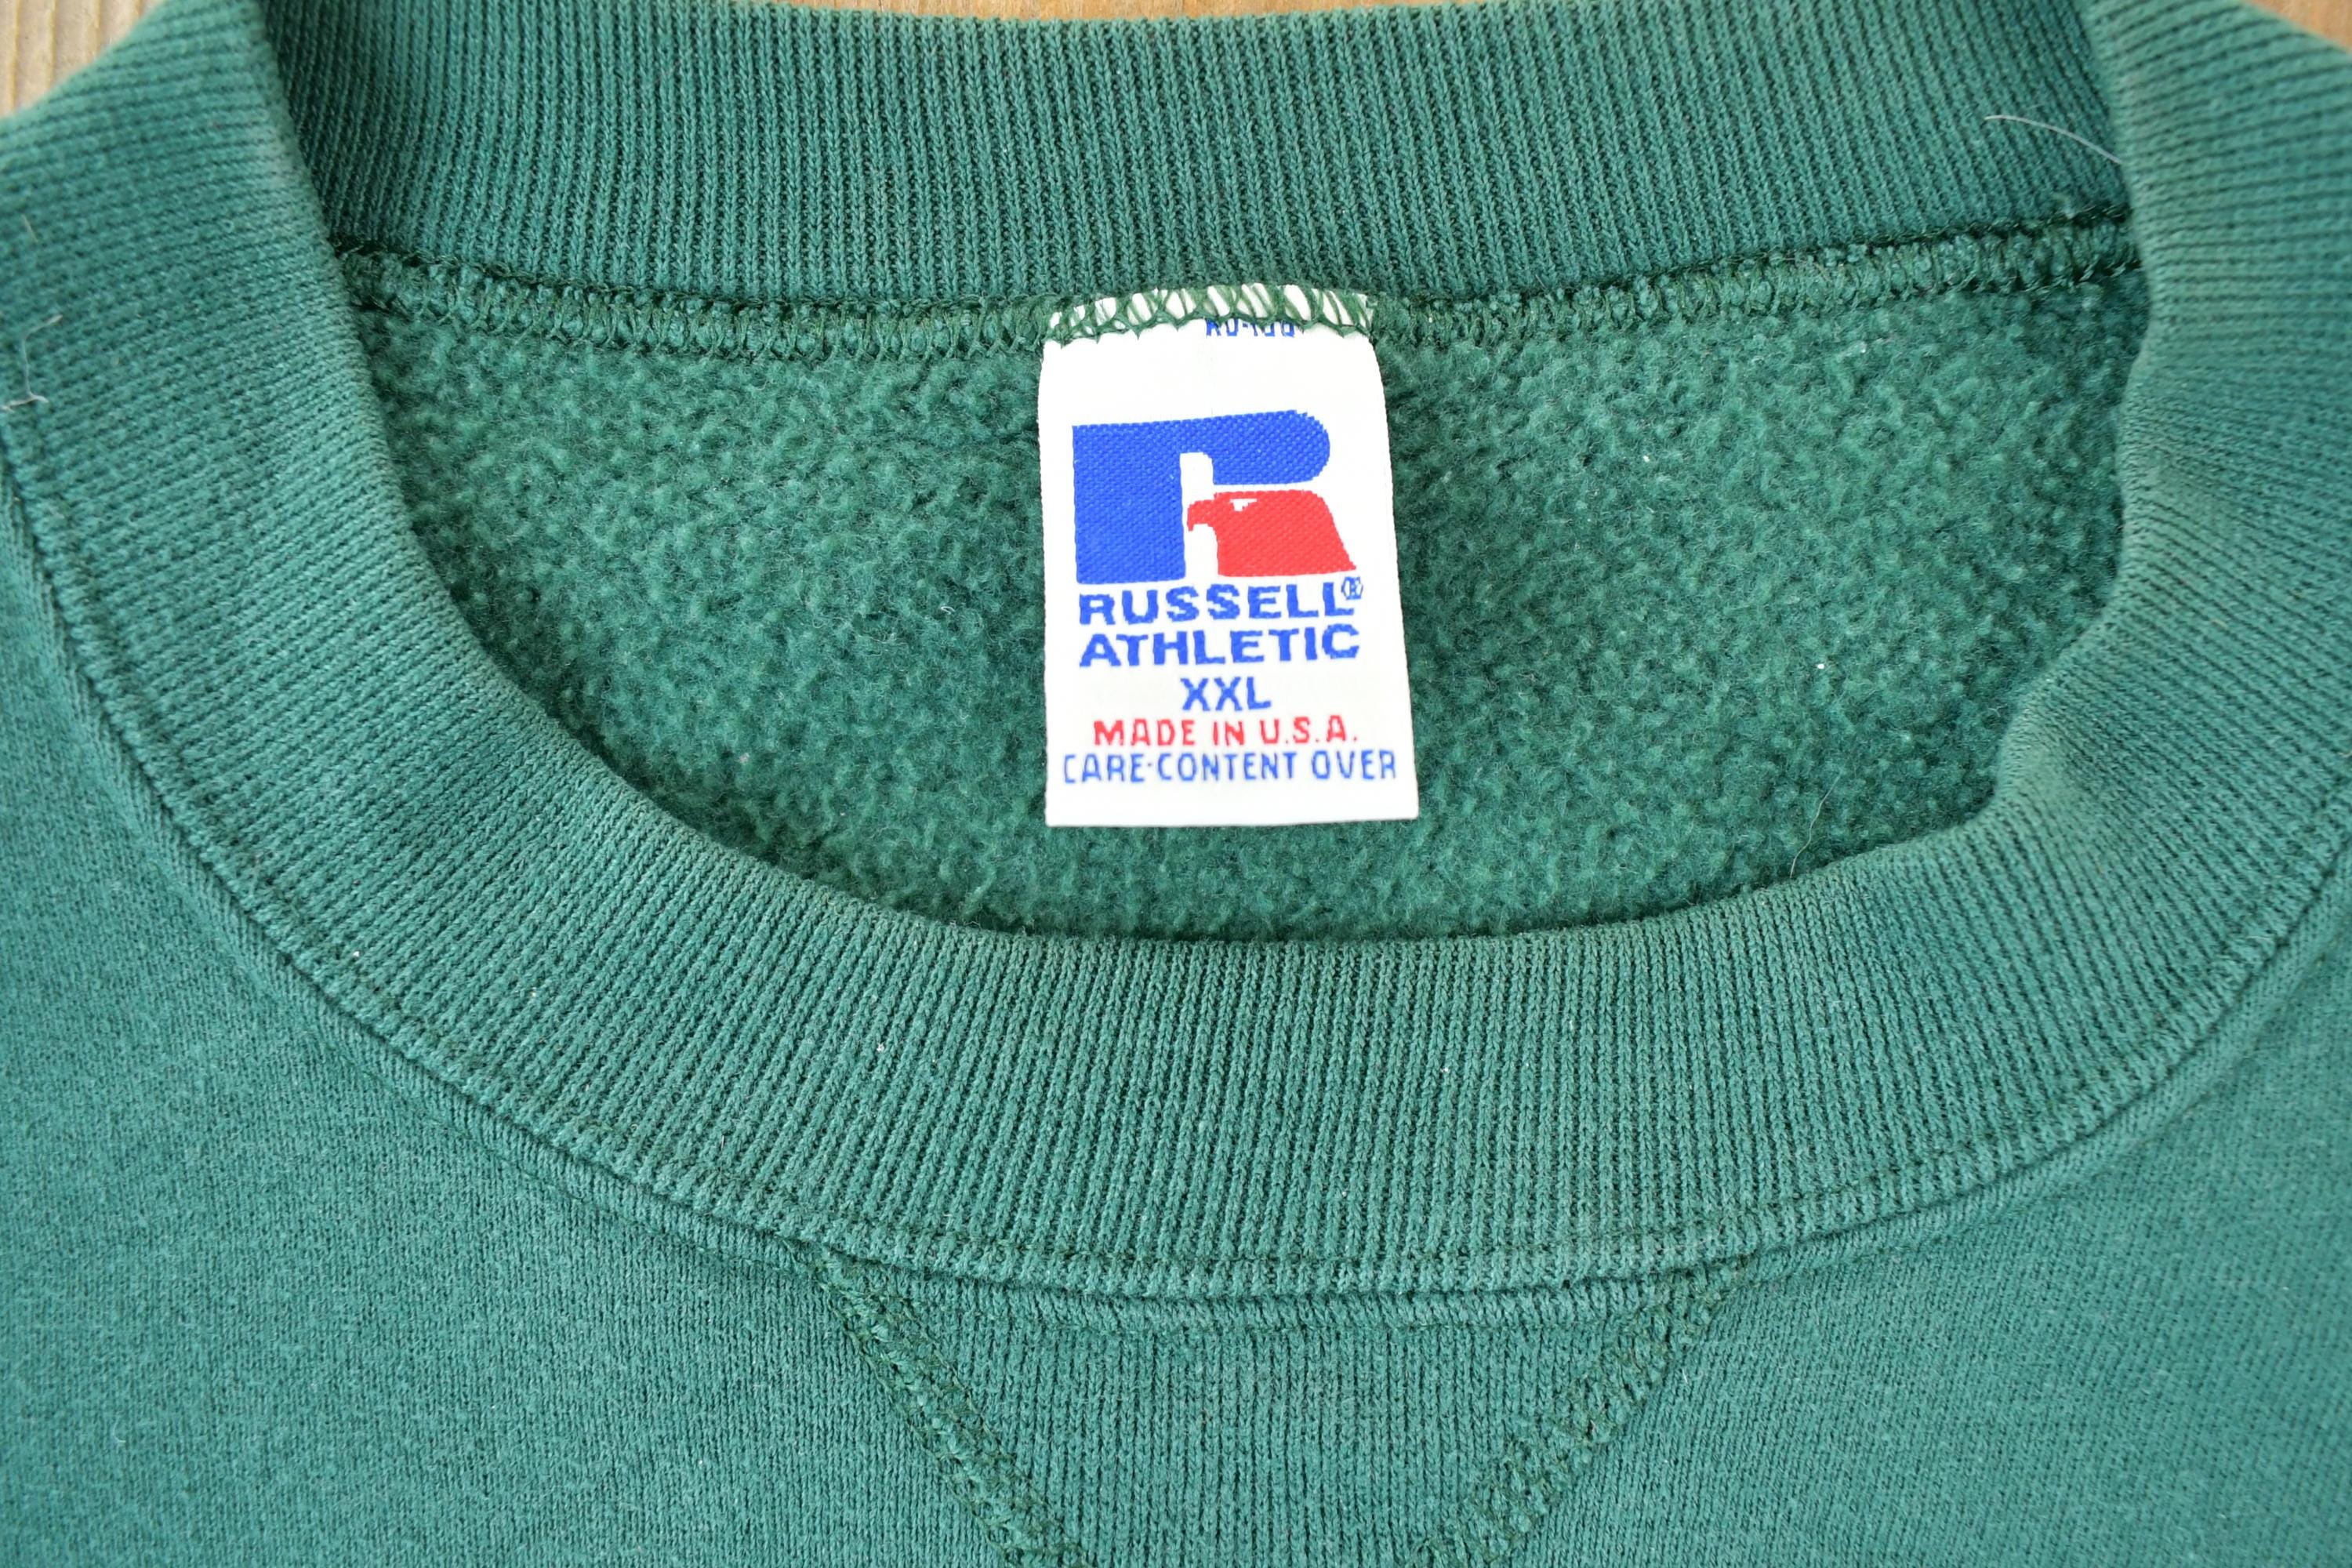 RUSSELL®
ATHLETIC
XXL
MADE IN U.S.A.
CARE-CONTENT OVER